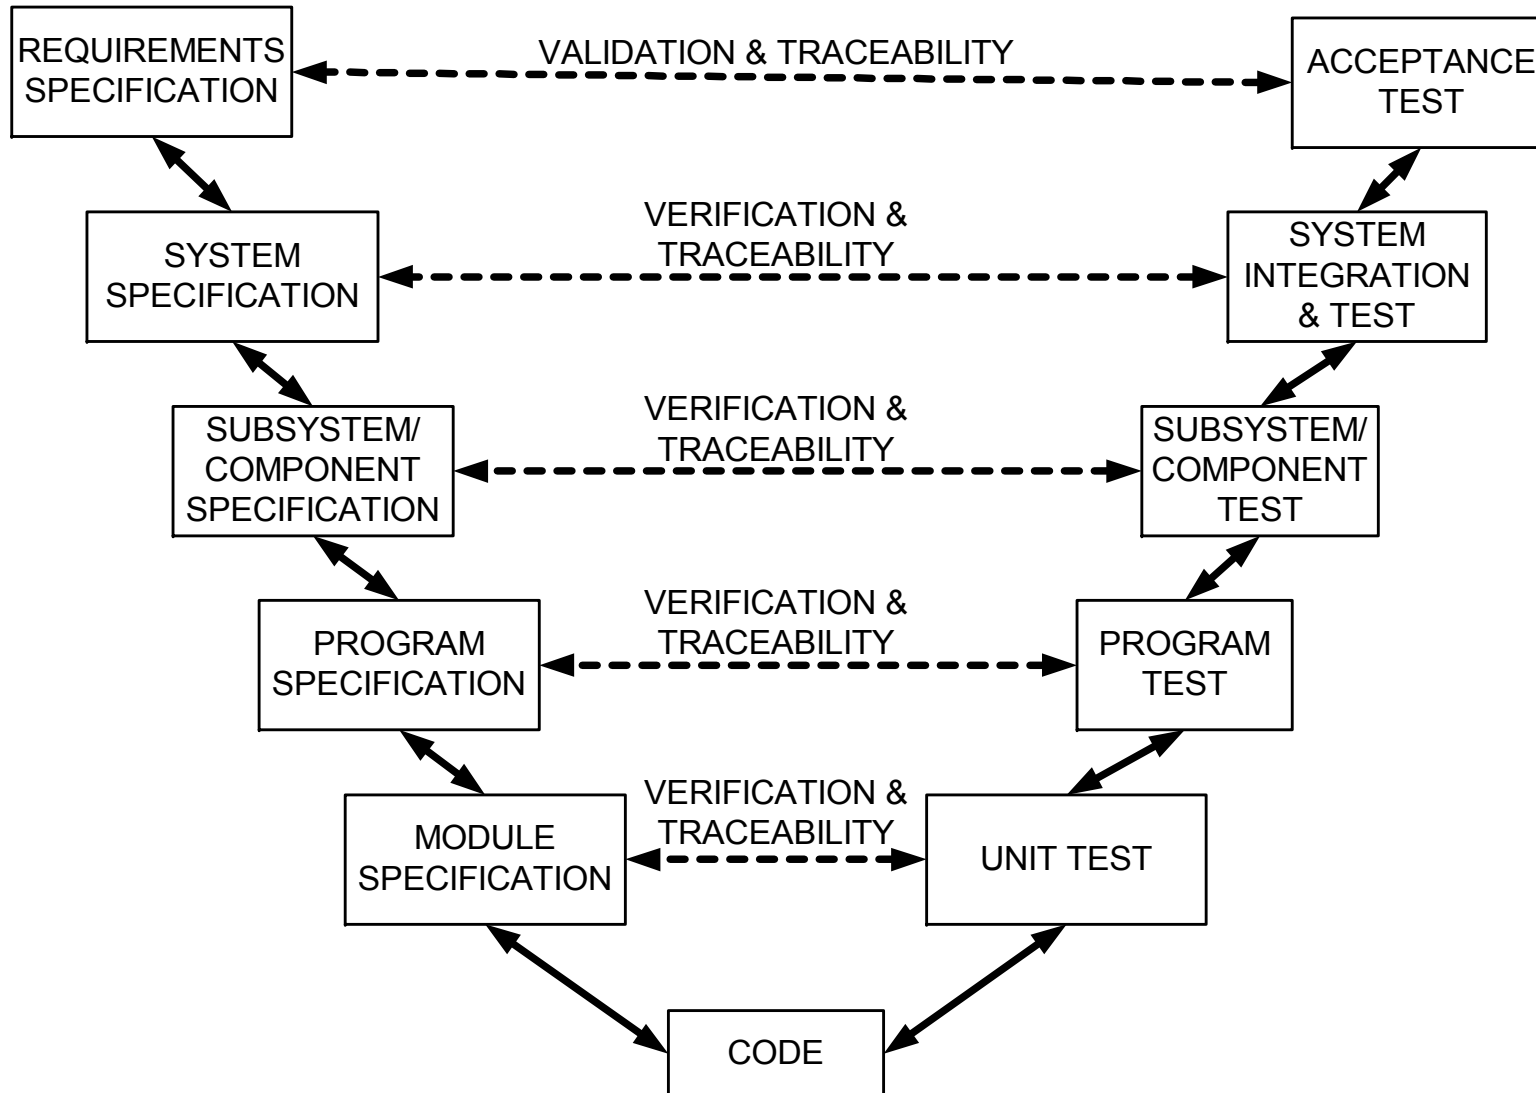 REQUIREMENTS
SPECIFICATION
VALIDATION & TRACEABILITY
ACCEPTANCE
TEST
SYSTEM
SPECIFICATION
VERIFICATION &
TRACEABILITY
SYSTEM
INTEGRATION
& TEST
SUBSYSTEM/
COMPONENT
SPECIFICATION
VERIFICATION &
TRACEABILITY
SUBSYSTEM/
COMPONENT
TEST
PROGRAM
SPECIFICATION
VERIFICATION &
TRACEABILITY
PROGRAM
TEST
MODULE
SPECIFICATION
VERIFICATION &
TRACEABILITY
UNIT TEST
CODE